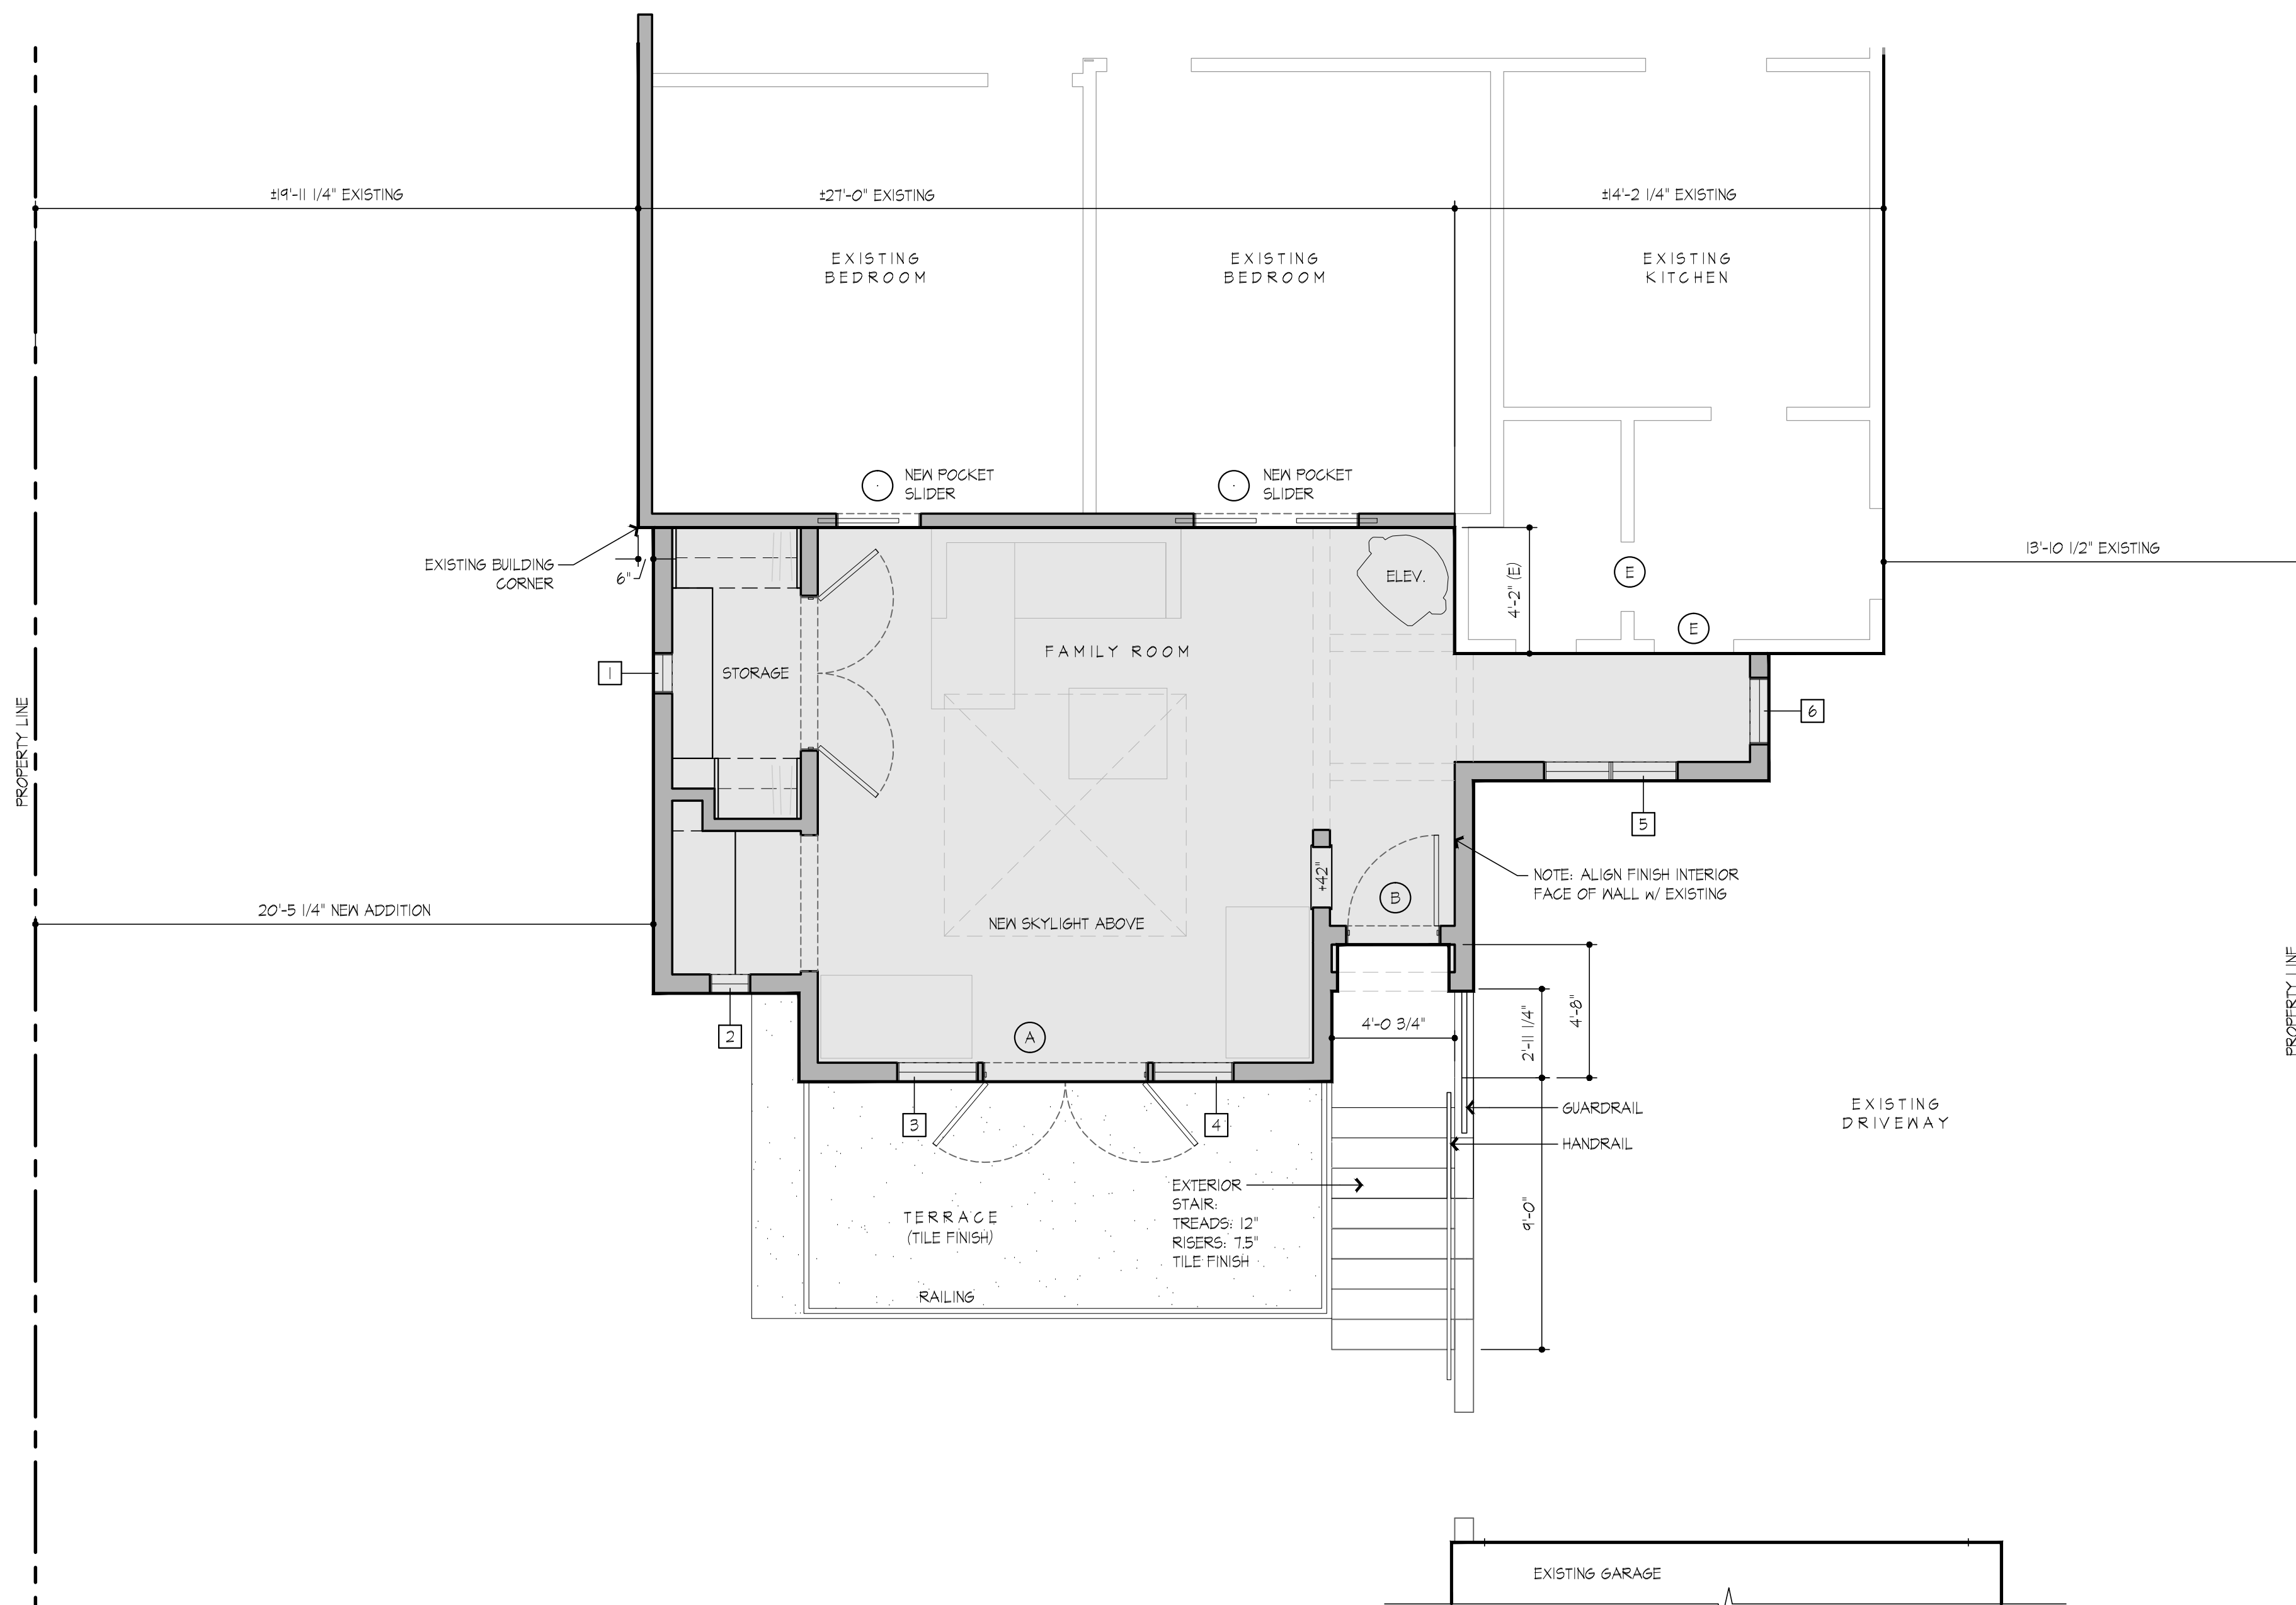 ±19'-11 1/4" EXISTING
±27'-0" EXISTING
±14'-2 1/4" EXISTING
EXISTING
BEDROOM
EXISTING
BEDROOM
EXISTING
KITCHEN
NEW POCKET
SLIDER
NEW POCKET
SLIDER
EXISTING BUILDING
CORNER
6"
ELEV.
4'-2" (E)
E
E
13'-10 1/2" EXISTING
FAMILY ROOM
STORAGE
1
6
PROPERTY LINE
5
+42"
B
NOTE: ALIGN FINISH INTERIOR
FACE OF WALL w/ EXISTING
20'-5 1/4" NEW ADDITION
NEW SKYLIGHT ABOVE
PROPERTY LINE
2
A
4'-0 3/4"
2'-11 1/4"
4'-8"
3
4
GUARDRAIL
HANDRAIL
EXISTING
DRIVEWAY
EXTERIOR
STAIR:
TREADS: 12"
RISERS: 7.5"
TILE FINISH
TERRACE
(TILE FINISH)
9'-0"
RAILING
EXISTING GARAGE